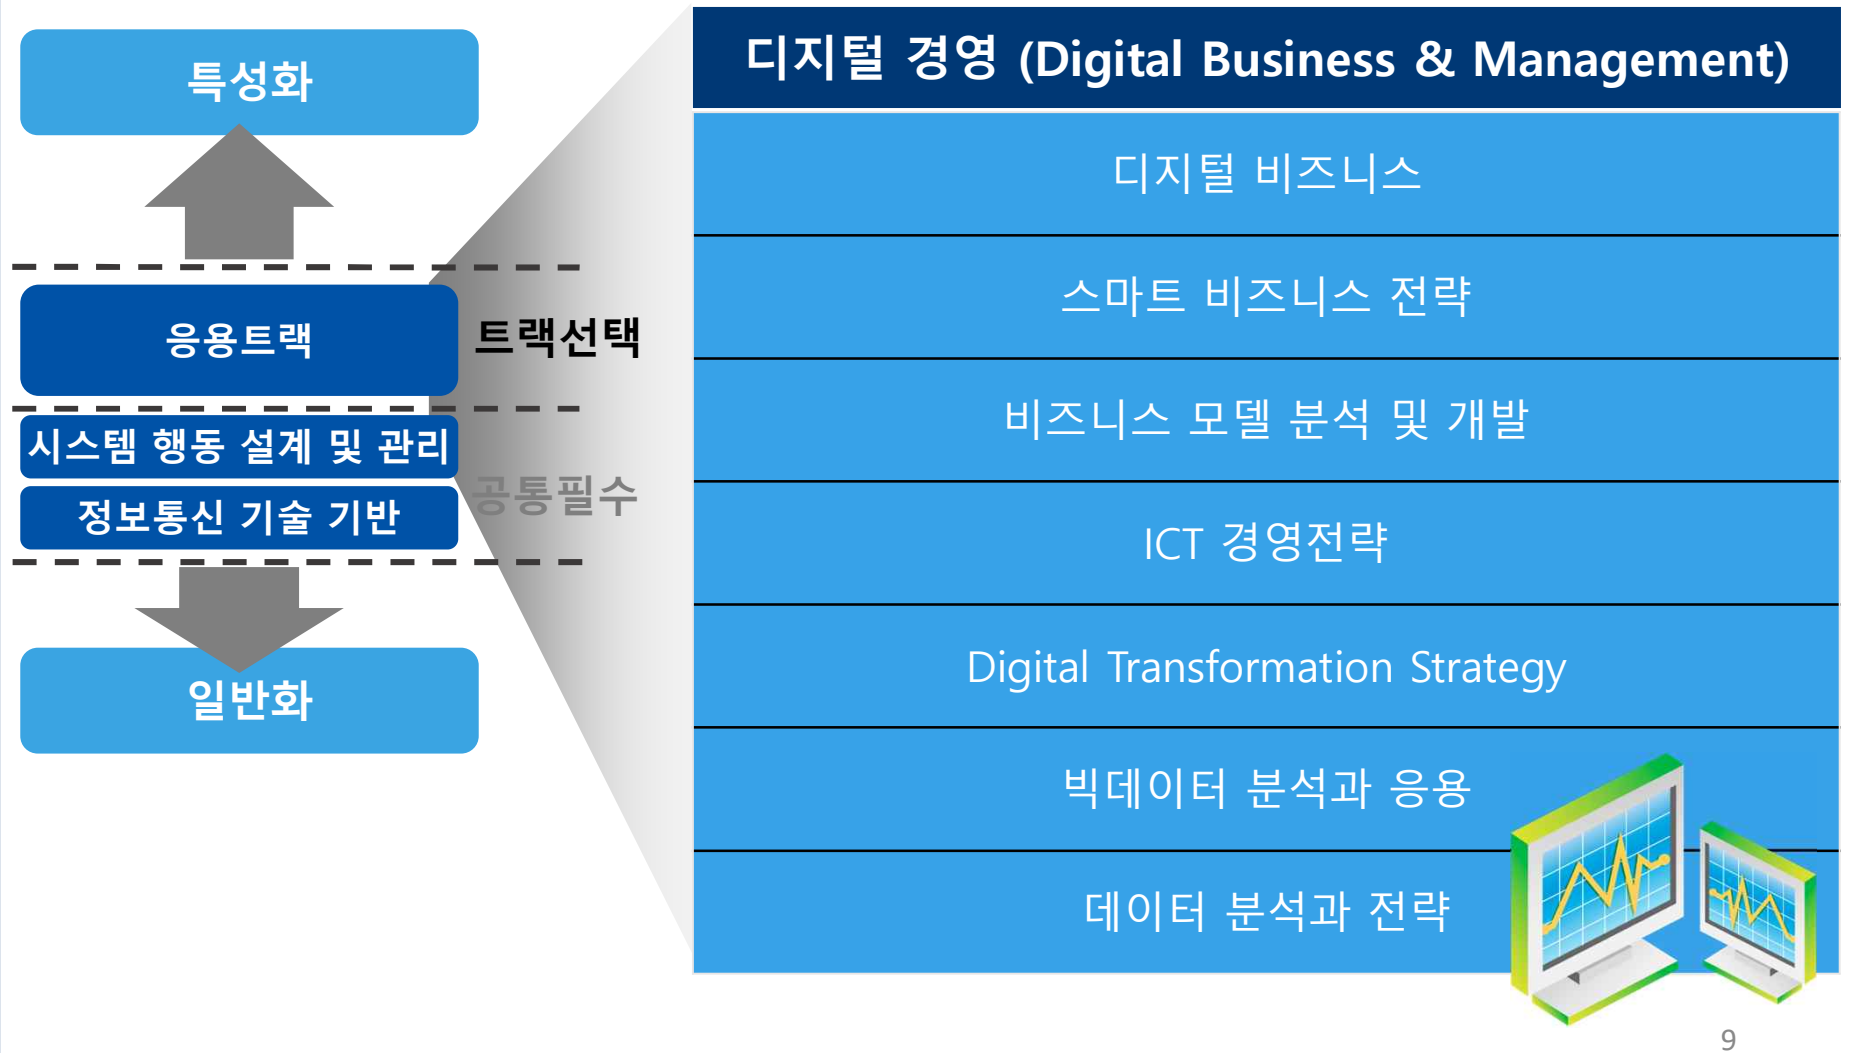 특성화
응용트랙
트랙선택
시스템 행동 설계 및 관리
정보통신 기술 기반
공통필수
일반화
디지털 경영 (Digital Business & Management)
디지털 비즈니스
스마트 비즈니스 전략
비즈니스 모델 분석 및 개발
ICT 경영전략
Digital Transformation Strategy
빅데이터 분석과 응용
데이터 분석과 전략
9